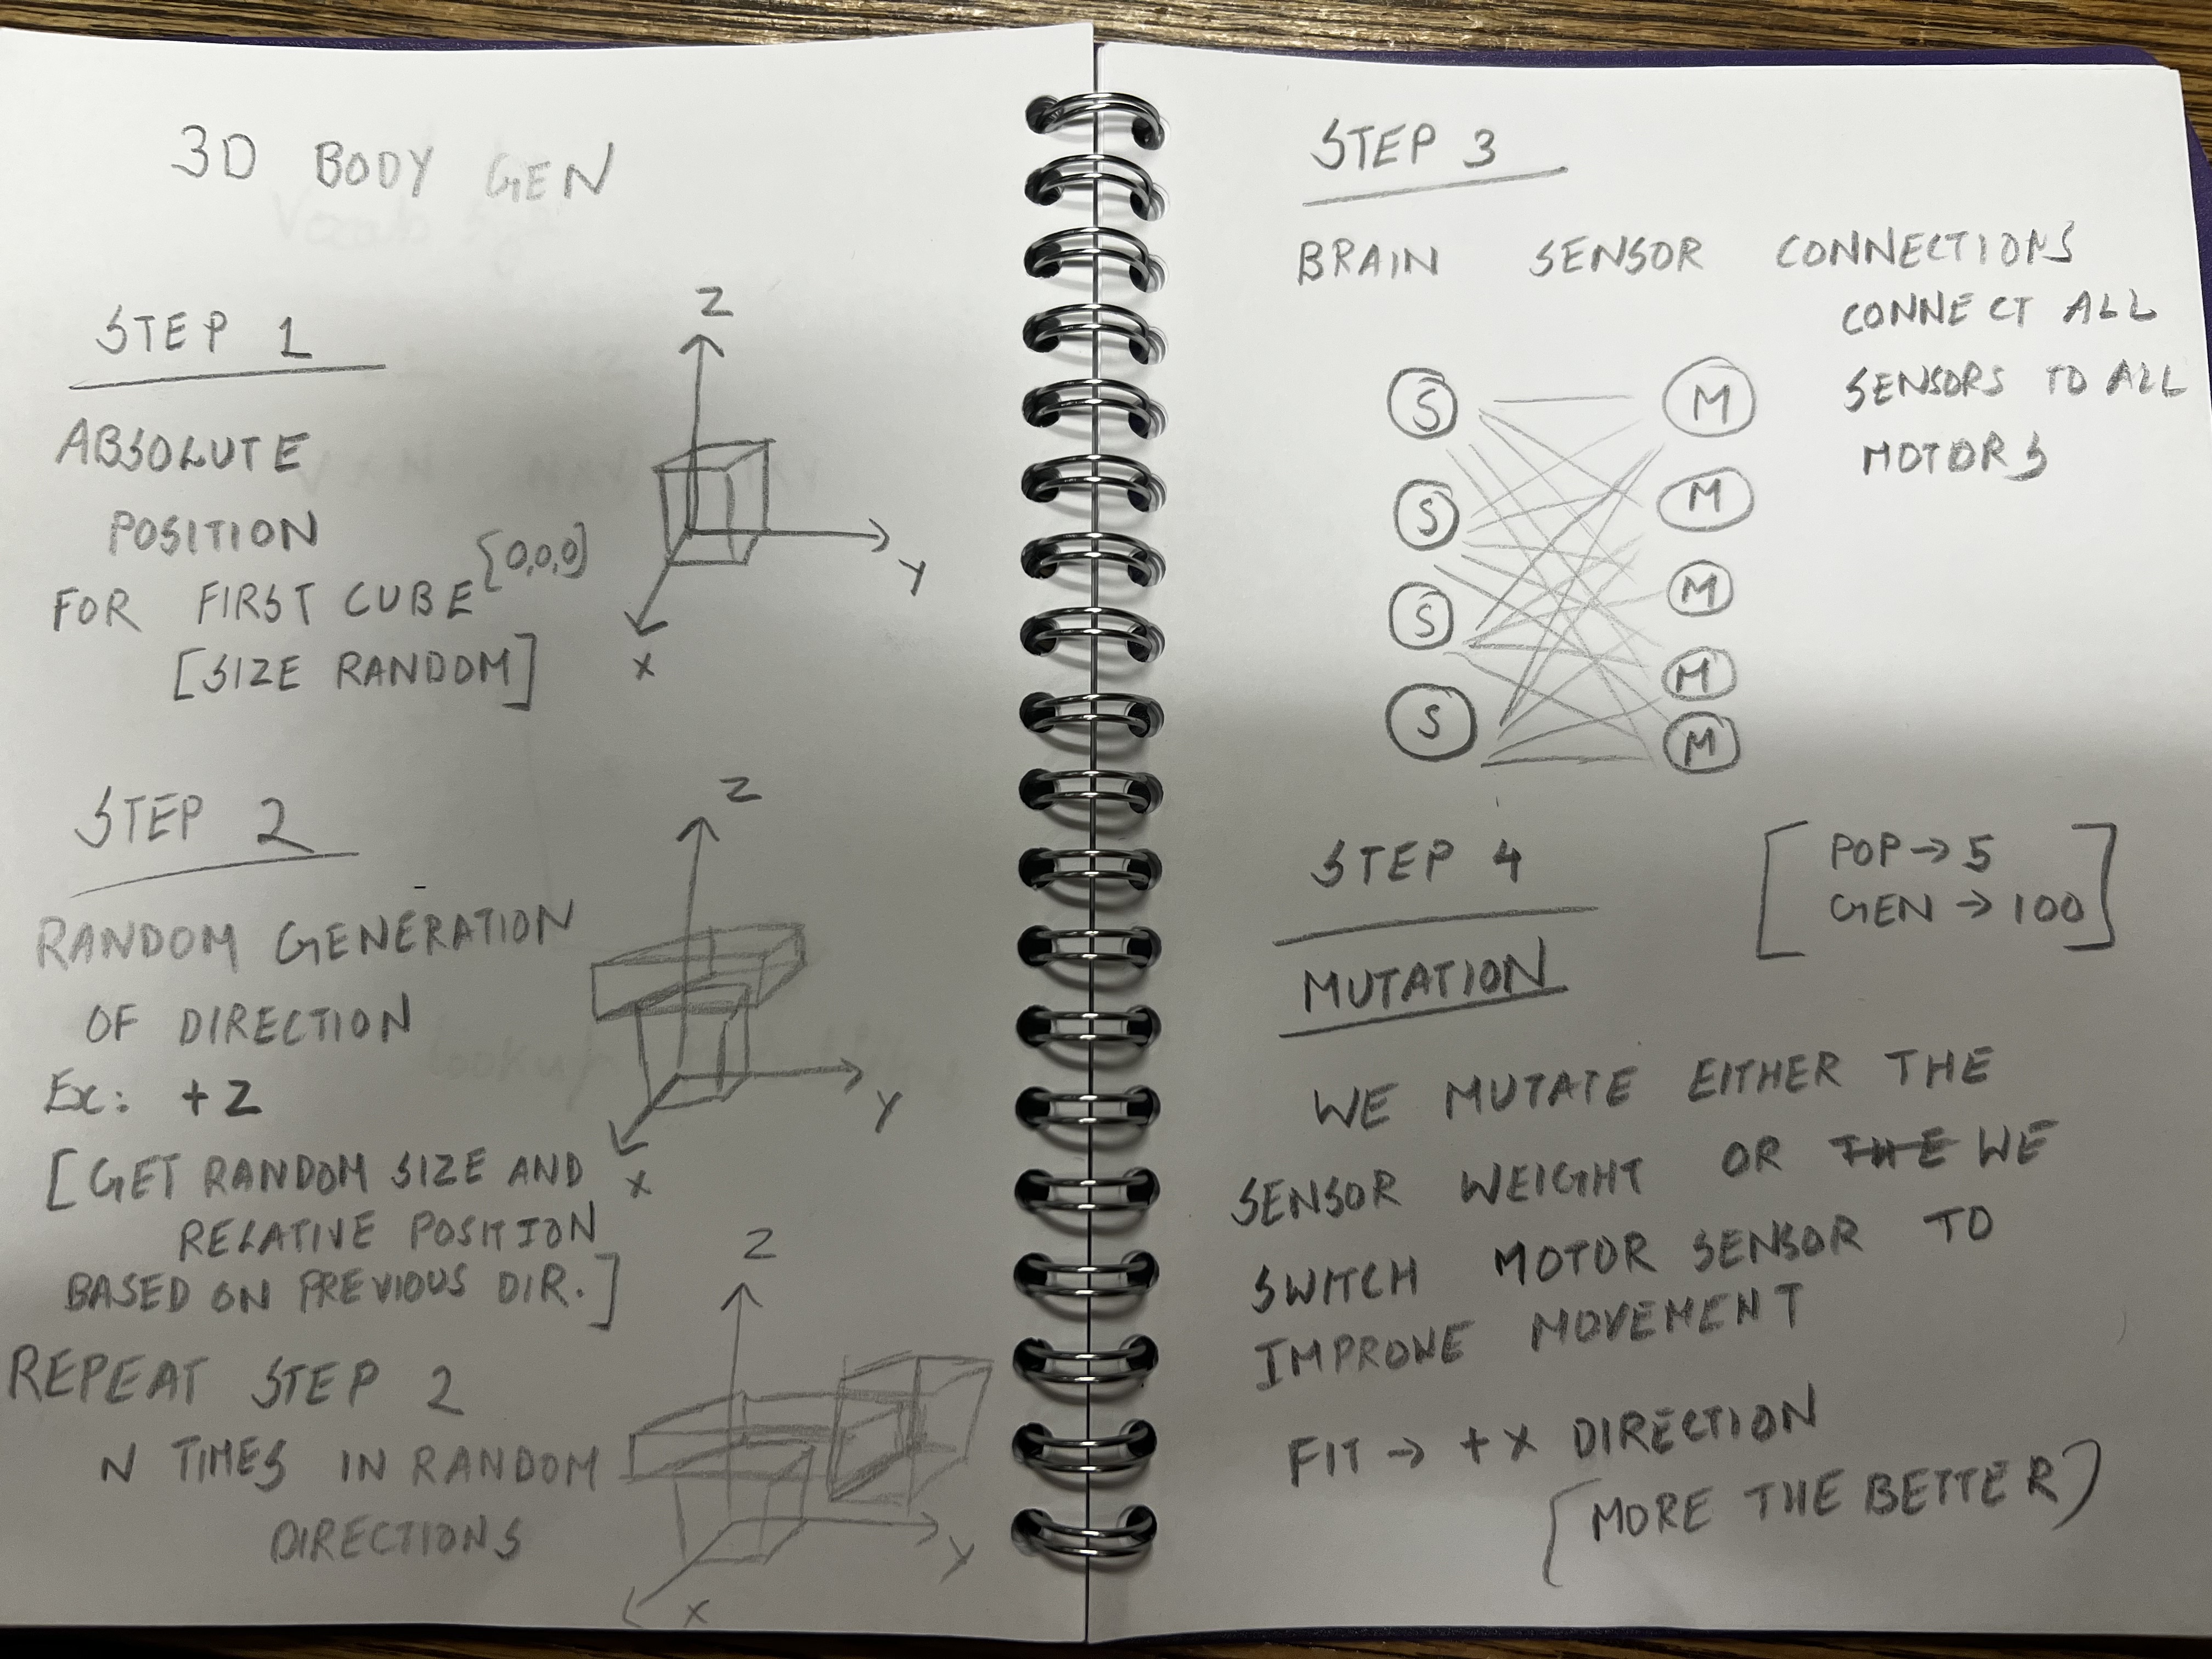 3D BODY GEN
STEP 1
ABSOLUTE
POSITION
FOR FIRST CUBE [0,0,0]
[SIZE RANDOM]
Z
Y
X
STEP 2
RANDOM GENERATION
OF DIRECTION
Ex: +Z
[GET RANDOM SIZE AND
RELATIVE POSITION
BASED ON PREVIOUS DIR.]
Z
Y
X
REPEAT STEP 2
N TIMES IN RANDOM
DIRECTIONS
Z
Y
X
STEP 3
BRAIN SENSOR CONNECTIONS
CONNECT ALL
SENSORS TO ALL
MOTORS
S M
S M
S M
M
S M
STEP 4
[POP → 5
GEN → 100]
MUTATION
WE MUTATE EITHER THE
SENSOR WEIGHT OR THE WE
SWITCH MOTOR SENSOR TO
IMPROVE MOVEMENT
FIT → +X DIRECTION
(MORE THE BETTER)